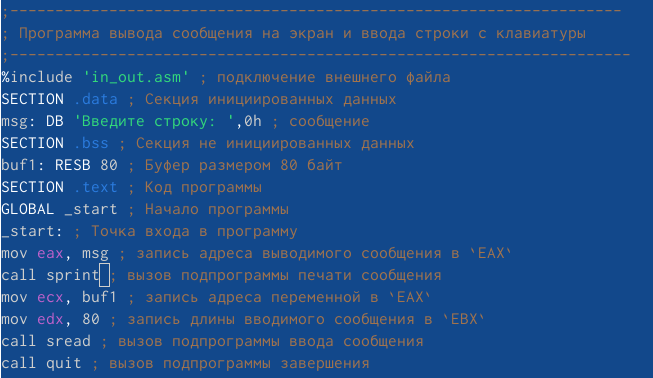 ;--------------------------------------------------------------------
; Программа вывода сообщения на экран и ввода строки с клавиатуры
;---------------------------------------------------------------------
%include 'in_out.asm' ; подключение внешнего файла
SECTION .data ; Секция инициированных данных
msg: DB 'Введите строку: ',0h ; сообщение
SECTION .bss ; Секция не инициированных данных
buf1: RESB 80 ; Буфер размером 80 байт
SECTION .text ; Код программы
GLOBAL _start ; Начало программы
_start: ; Точка входа в программу
mov eax, msg ; запись адреса выводимого сообщения в `EAX`
call sprint ; вызов подпрограммы печати сообщения
mov ecx, buf1 ; запись адреса переменной в `EAX`
mov edx, 80 ; запись длины вводимого сообщения в `EBX`
call sread ; вызов подпрограммы ввода сообщения
call quit ; вызов подпрограммы завершения